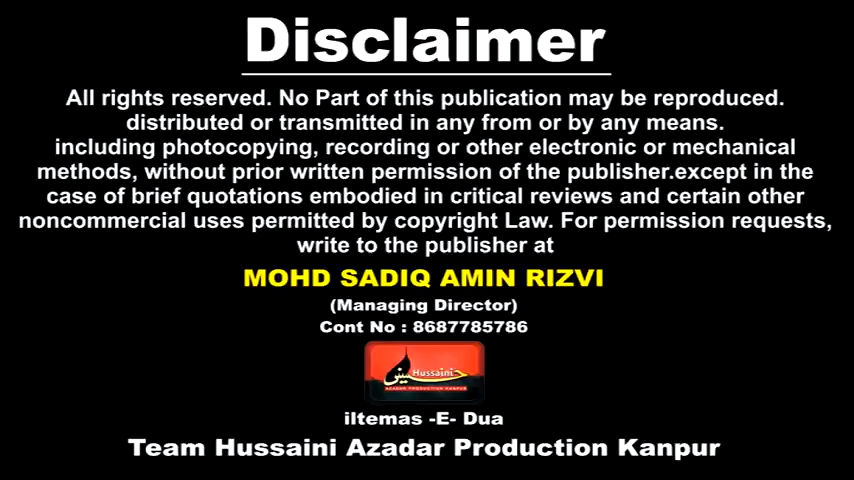 Disclaimer
All rights reserved. No Part of this publication may be reproduced.
distributed or transmitted in any from or by any means.
including photocopying, recording or other electronic or mechanical
methods, without prior written permission of the publisher.except in the
case of brief quotations embodied in critical reviews and certain other
noncommercial uses permitted by copyright Law. For permission requests,
write to the publisher at
MOHD SADIQ AMIN RIZVI
(Managing Director)
Cont No : 8687785786
حسینی Hussaini
AZADAR PRODUCTION KANPUR
iltemas -E- Dua
Team Hussaini Azadar Production Kanpur